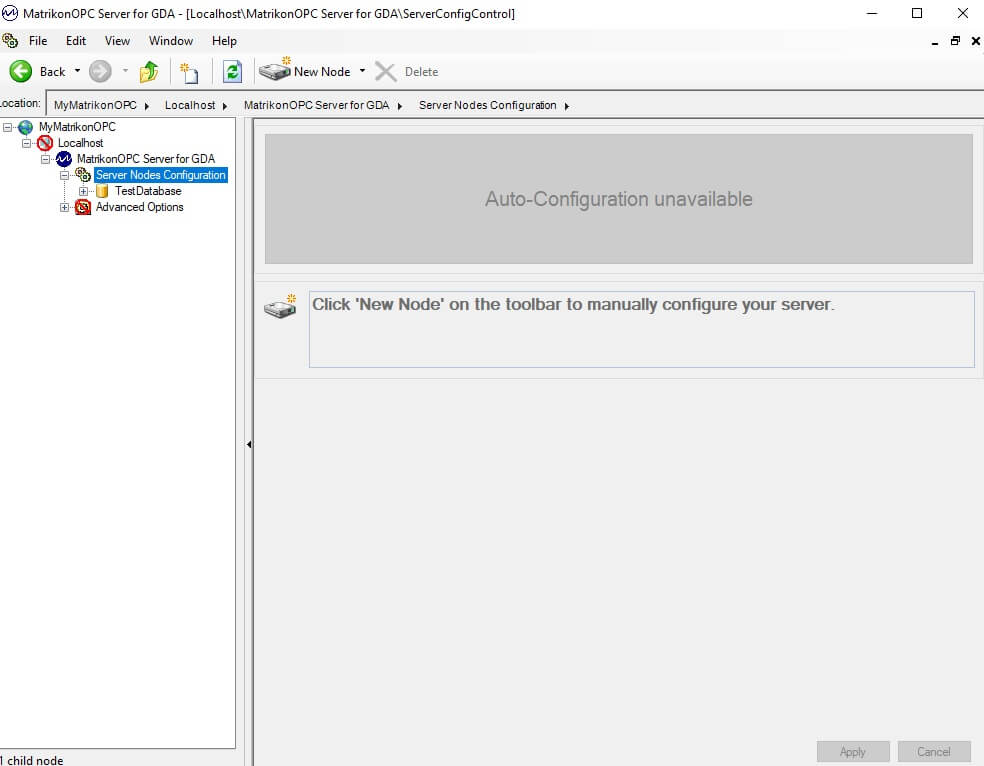 MatrikonOPC Server for GDA - [Localhost\MatrikonOPC Server for GDA\ServerConfigControl]
File Edit View Window Help
Back New Node Delete
ocation: MyMatrikonOPC Localhost MatrikonOPC Server for GDA Server Nodes Configuration
MyMatrikonOPC
Localhost
MatrikonOPC Server for GDA
Server Nodes Configuration
TestDatabase
Advanced Options
Auto-Configuration unavailable
Click 'New Node' on the toolbar to manually configure your server.
Apply Cancel
1 child node